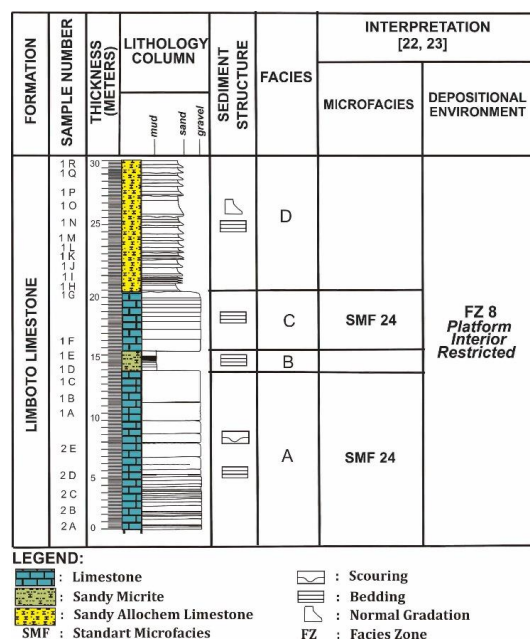 FORMATION
SAMPLE NUMBER
THICKNESS
(METERS)
LITHOLOGY
COLUMN
mud
sand
gravel
SEDIMENT
STRUCTURE
FACIES
INTERPRETATION
[22, 23]
MICROFACIES
DEPOSITIONAL
ENVIRONMENT
LIMBOTO LIMESTONE
1 R
1 Q
1 P
1 O
1 N
1 M
1 L
1 K
1 J
1 I
1 H
1 G
1 F
1 E
1 D
1 C
1 B
1 A
2 E
2 D
2 C
2 B
2 A
30
25
20
15
10
5
0
D
C
B
A
SMF 24
SMF 24
FZ 8
Platform
Interior
Restricted
LEGEND:
: Limestone
: Sandy Micrite
: Sandy Allochem Limestone
SMF : Standart Microfacies
: Scouring
: Bedding
: Normal Gradation
FZ : Facies Zone